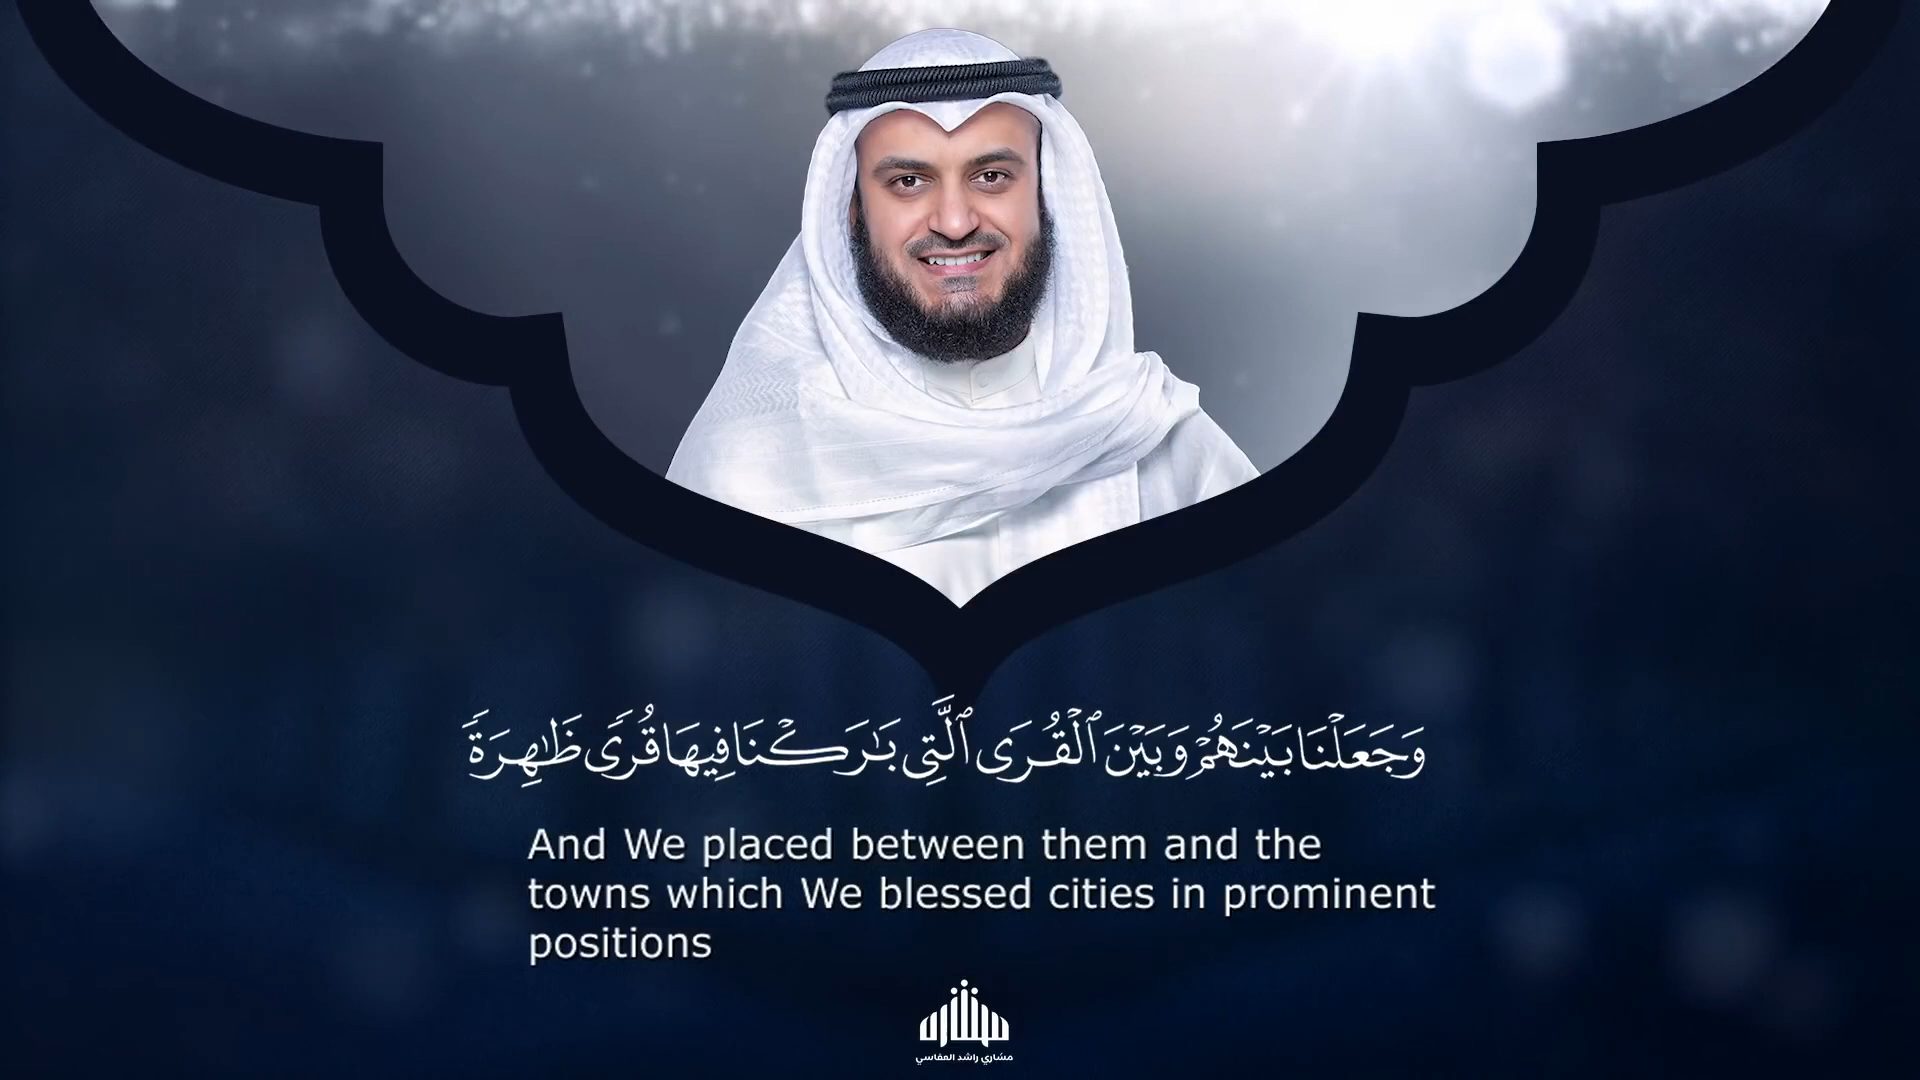 وَجَعَلْنَا بَيْنَهُمْ وَبَيْنَ ٱلْقُرَى ٱلَّتِى بَٰرَكْنَا فِيهَا قُرًى ظَٰهِرَةً
And We placed between them and the
towns which We blessed cities in prominent
positions
مشاري
مشاري راشد العفاسي